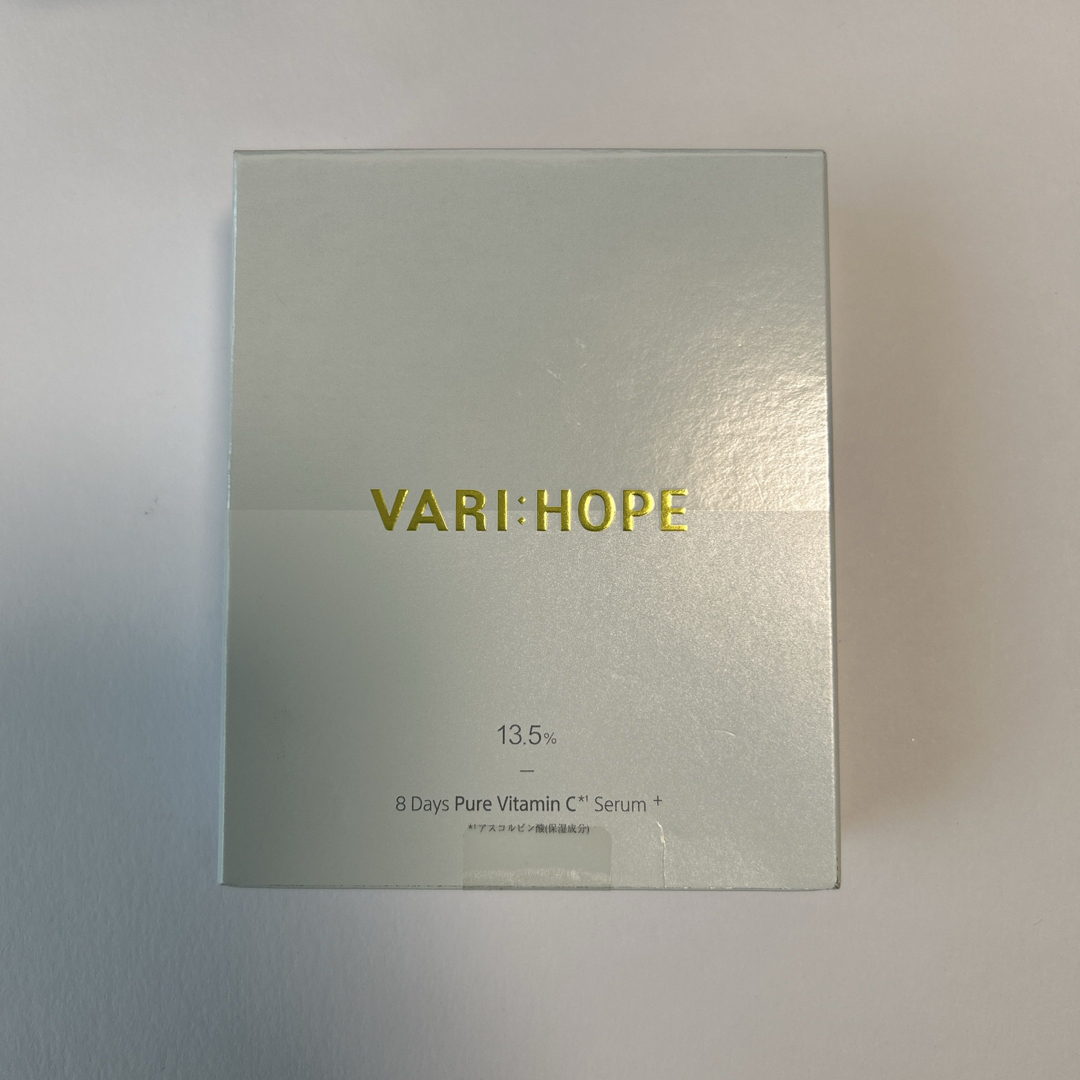 VARI:HOPE
13.5%
8 Days Pure Vitamin C*¹ Serum +
*¹アスコルビン酸(保湿成分)